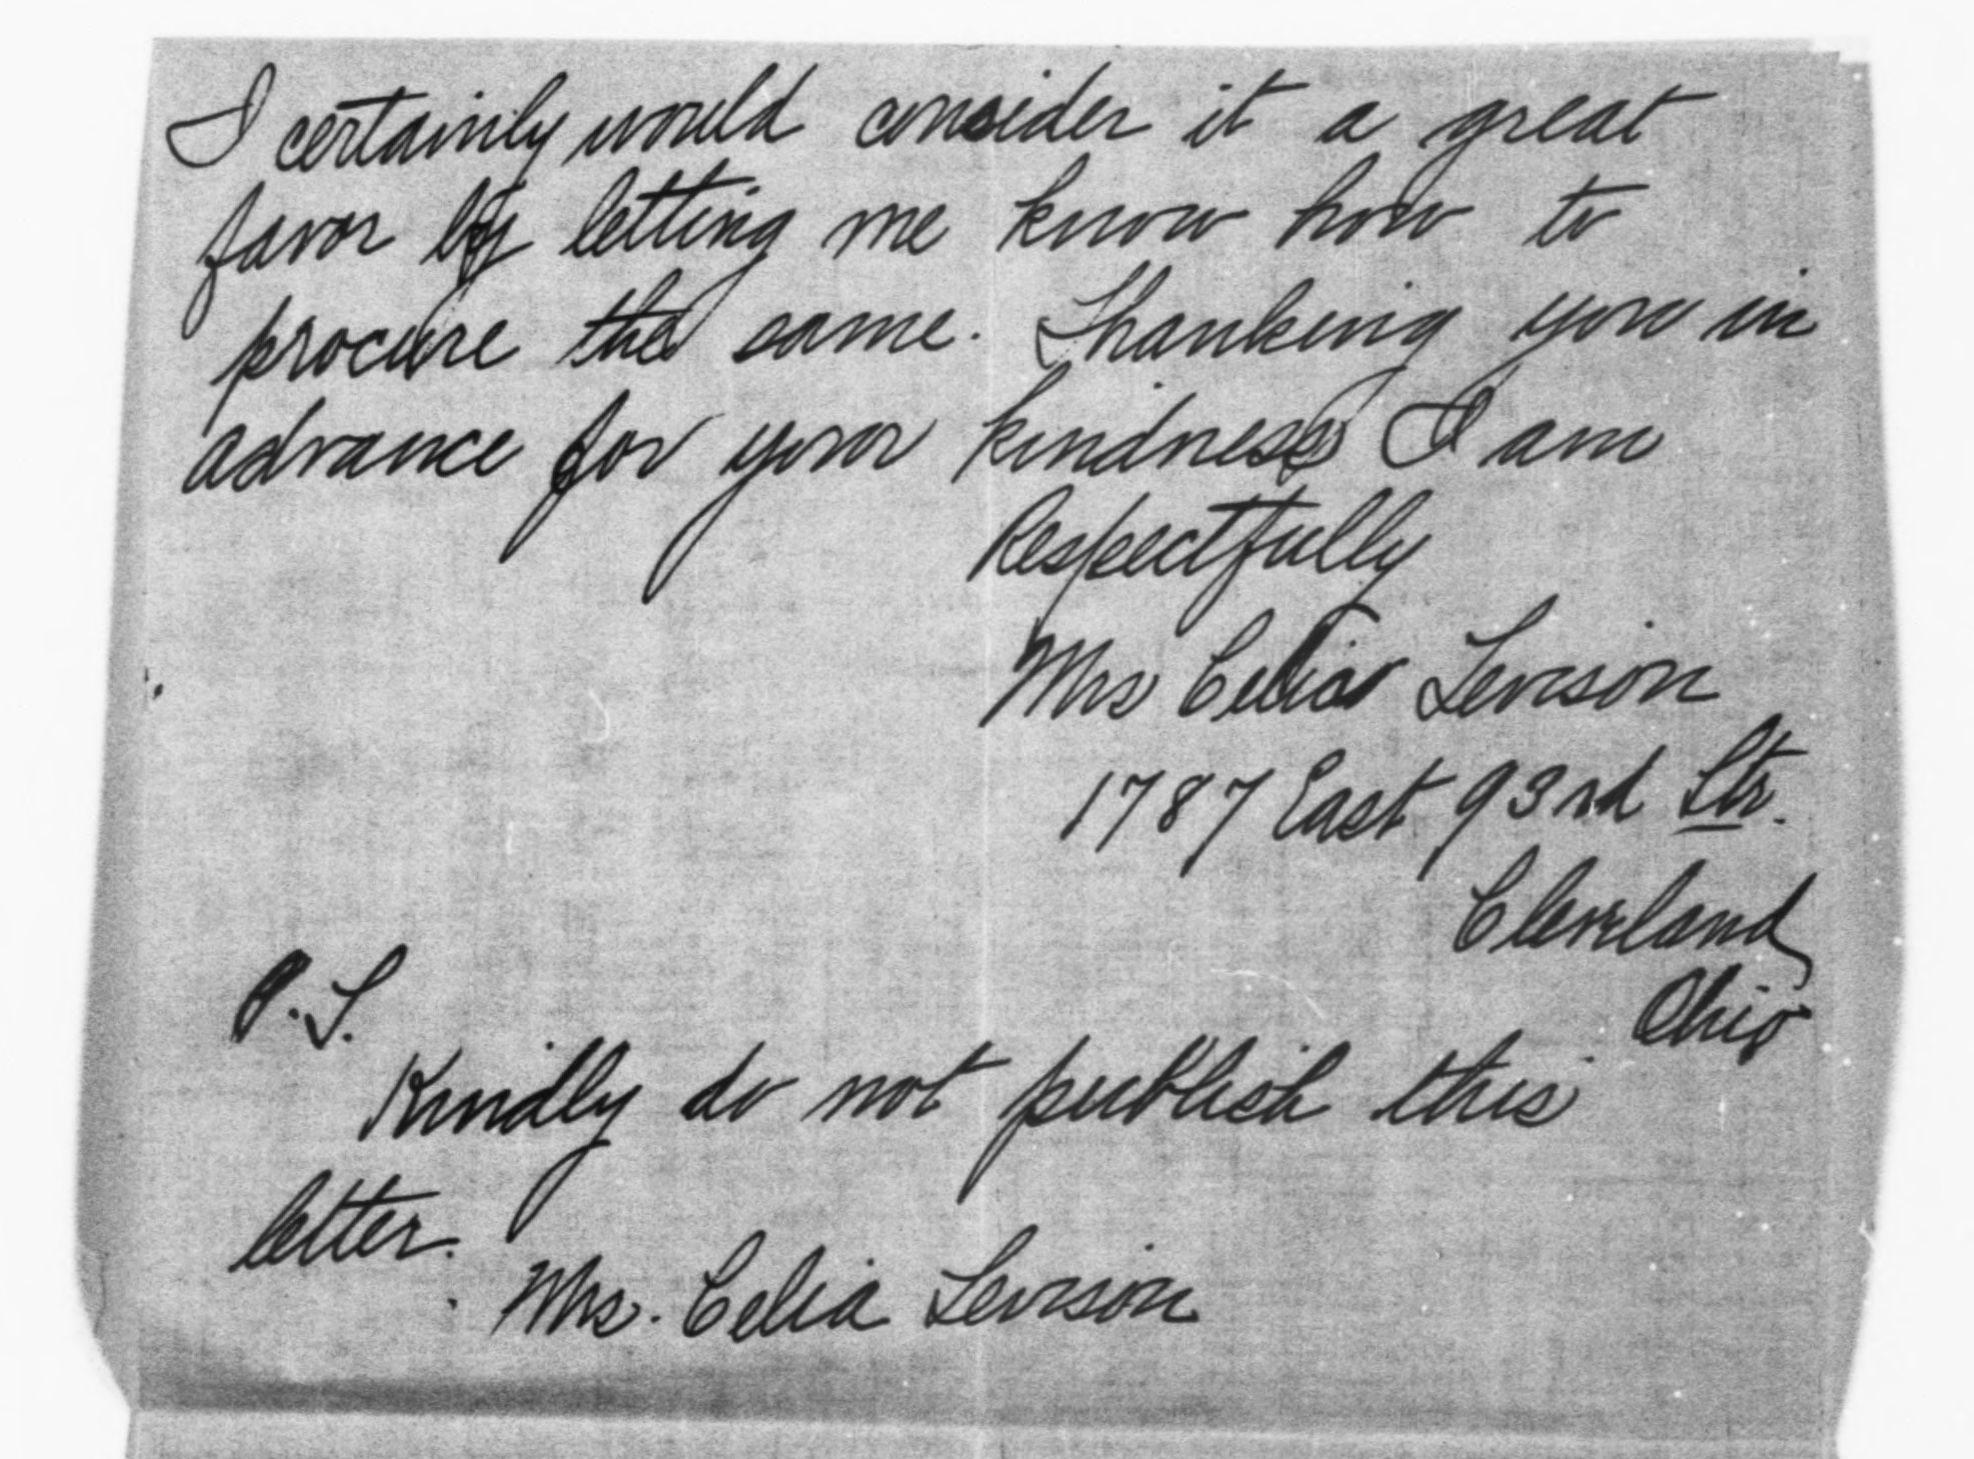 I certainly would consider it a great
favor by letting me know how to
procure the same. Thanking you in
advance for your kindness I am
Respectfully
Mrs Celia Levison
1787 East 93rd Str.
Cleveland
Ohio
P.S.
Kindly do not publish this
letter.
Mrs. Celia Levison